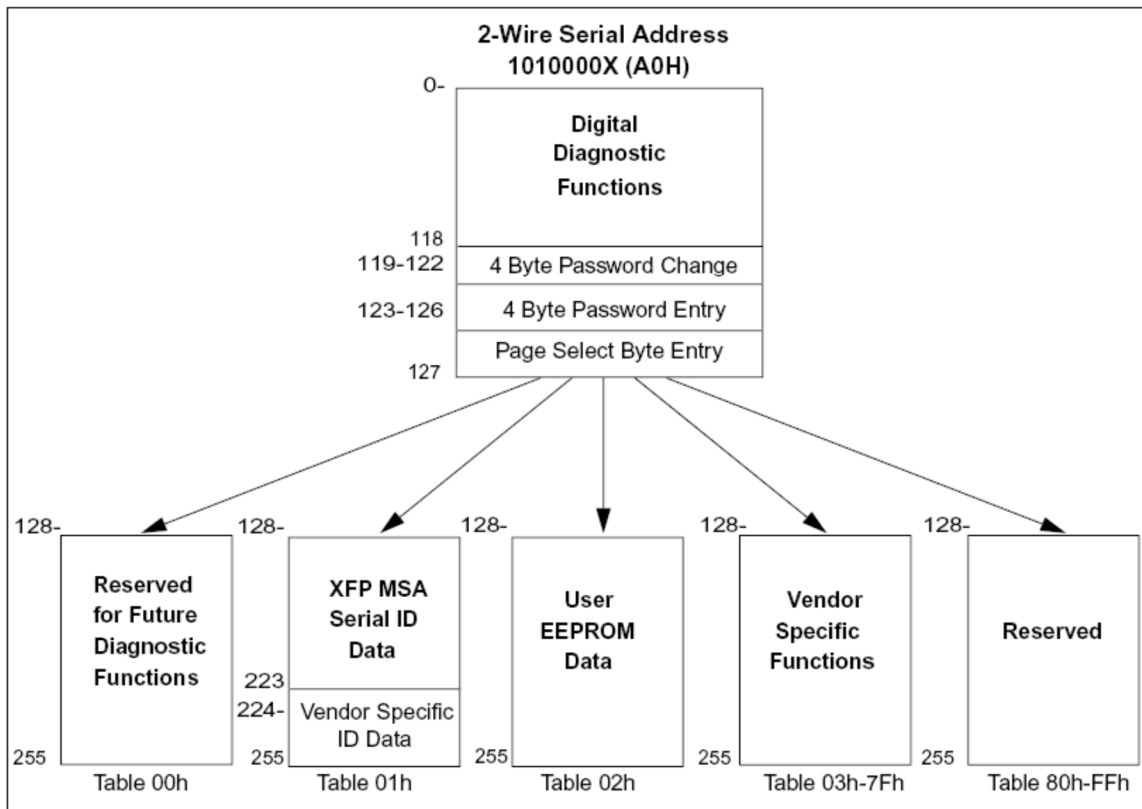 2-Wire Serial Address
1010000X (A0H)
0-
Digital
Diagnostic
Functions
118
119-122
4 Byte Password Change
123-126
4 Byte Password Entry
Page Select Byte Entry
127
128-
Reserved
for Future
Diagnostic
Functions
255
Table 00h
128-
XFP MSA
Serial ID
Data
223
224-
Vendor Specific
ID Data
255
Table 01h
128-
User
EEPROM
Data
255
Table 02h
128-
Vendor
Specific
Functions
255
Table 03h-7Fh
128-
Reserved
255
Table 80h-FFh